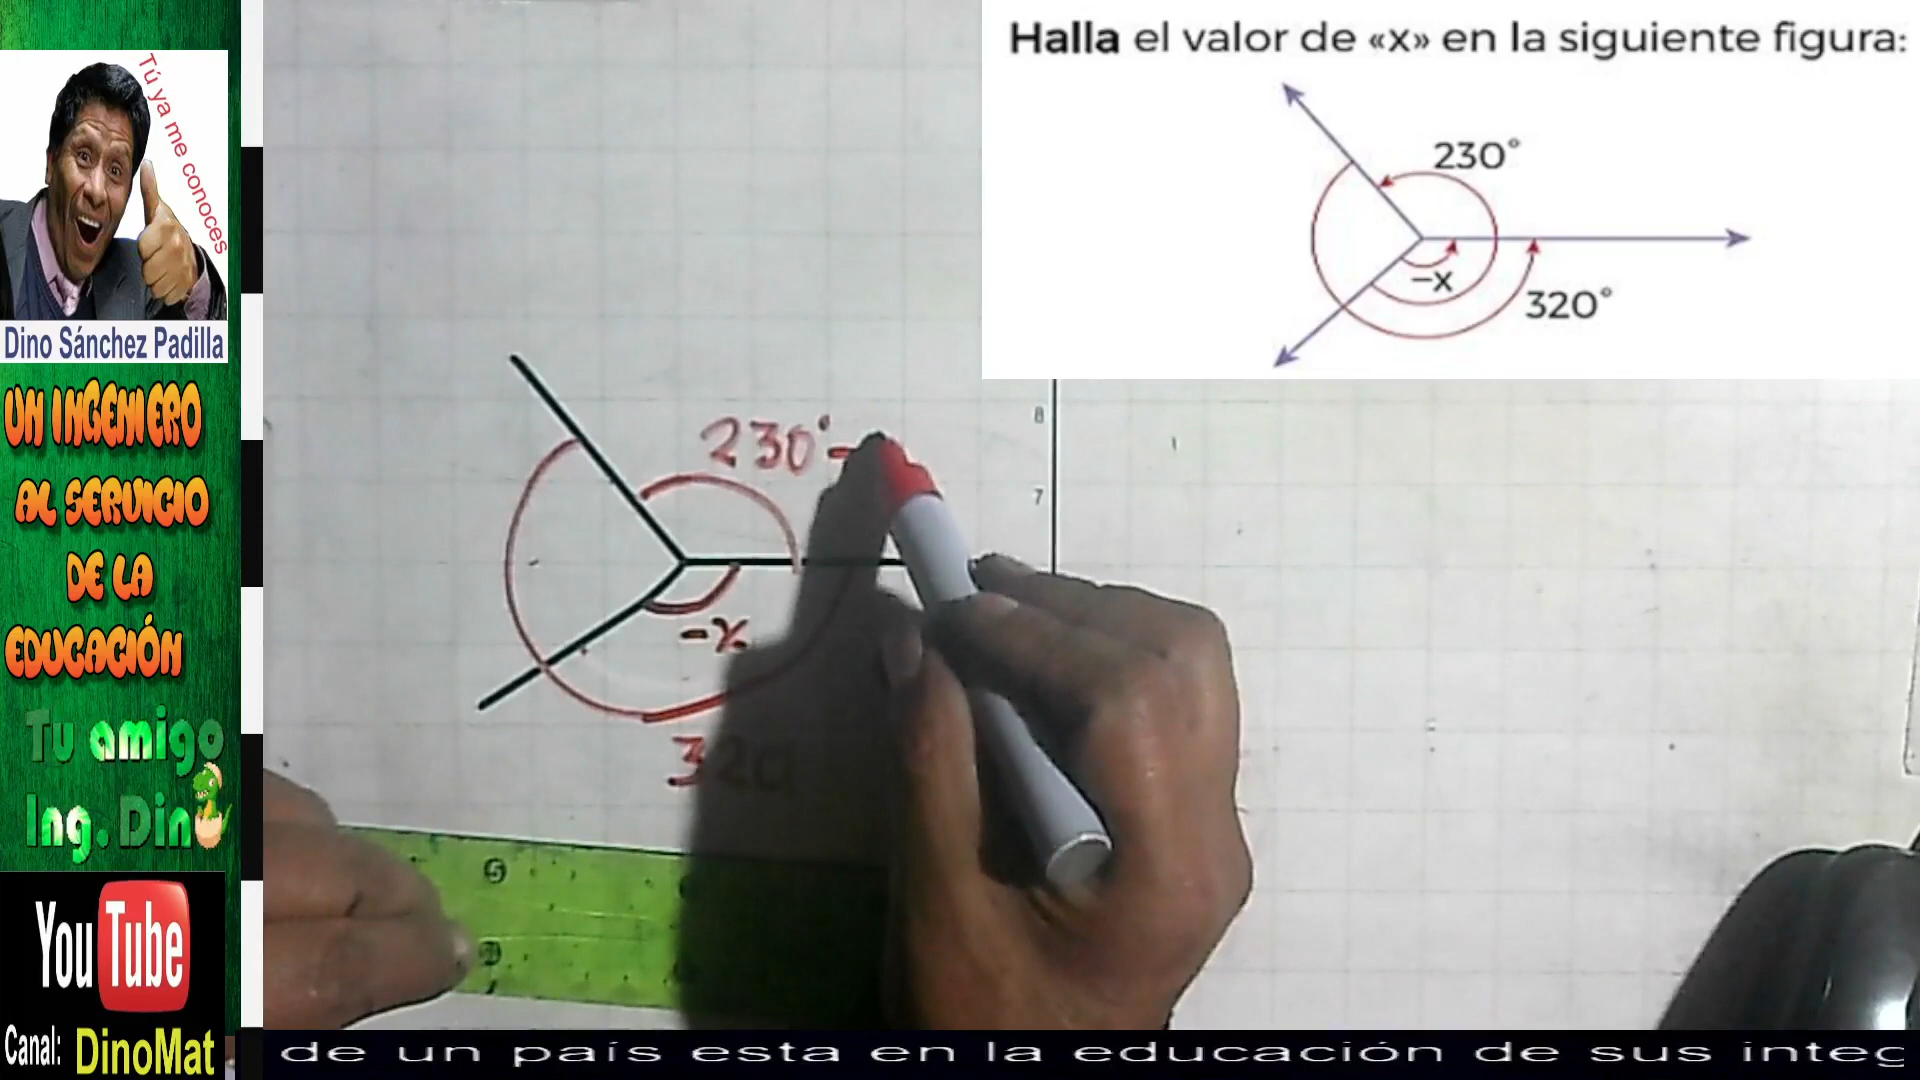 Tú ya me conoces
Dino Sánchez Padilla
UN INGENIERO
AL SERVICIO
DE LA
EDUCACIÓN
Tu amigo
Ing. Dino
YouTube
Canal: DinoMat
Halla el valor de «x» en la siguiente figura:
230°
-x
320°
8
7
230°-
-x
320
5
de un país esta en la educación de sus integ